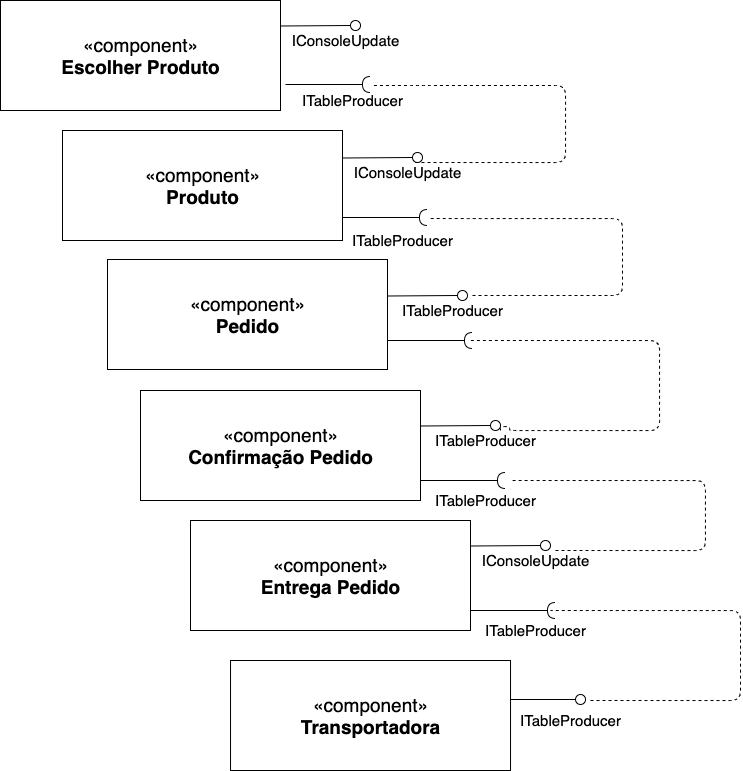 «component»
Escolher Produto
IConsoleUpdate
ITableProducer
«component»
Produto
IConsoleUpdate
ITableProducer
«component»
Pedido
ITableProducer
«component»
Confirmação Pedido
ITableProducer
ITableProducer
«component»
Entrega Pedido
IConsoleUpdate
ITableProducer
«component»
Transportadora
ITableProducer